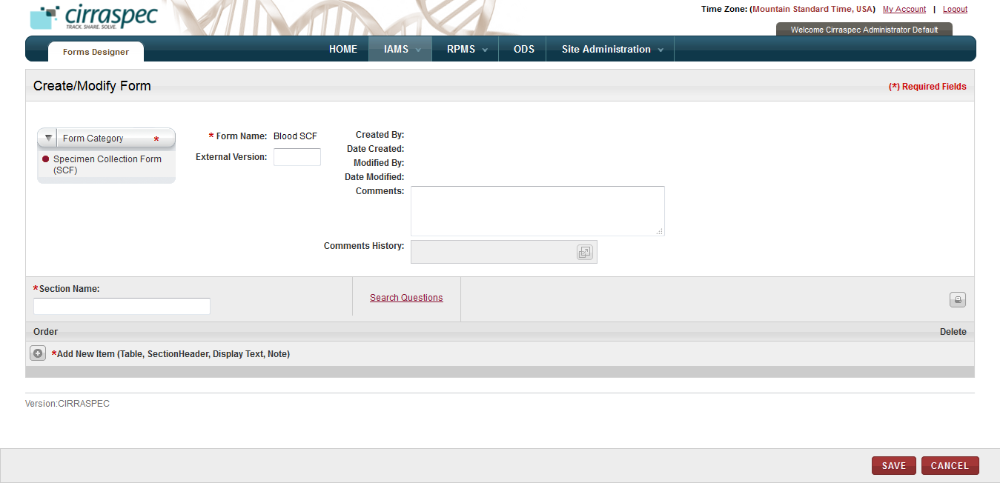 cirraspec
TRACK. SHARE. SOLVE.
Time Zone: (Mountain Standard Time, USA) My Account | Logout
Welcome Cirraspec Administrator Default
Forms Designer
HOME IAMS RPMS ODS Site Administration
Create/Modify Form
(*) Required Fields
Form Category *
Specimen Collection Form
(SCF)
* Form Name: Blood SCF
External Version:
Created By:
Date Created:
Modified By:
Date Modified:
Comments:
Comments History:
*Section Name:
Search Questions
Order Delete
*Add New Item (Table, SectionHeader, Display Text, Note)
Version:CIRRASPEC
SAVE CANCEL